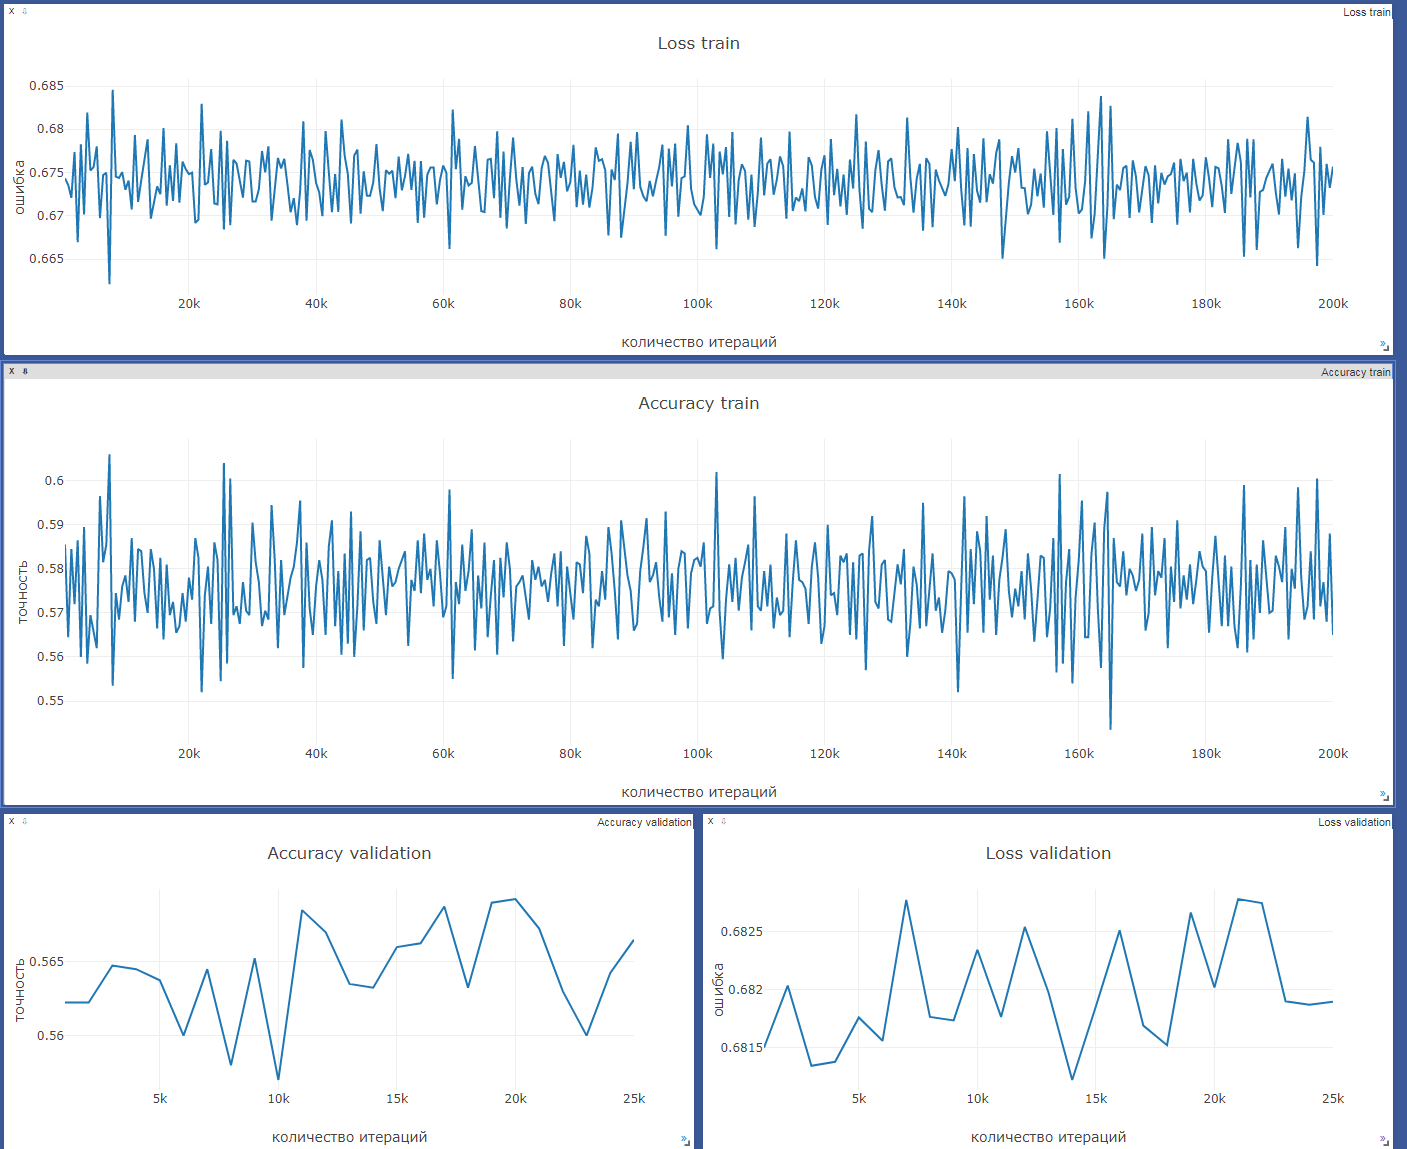 X ⇩ Loss train
Loss train
0.685
0.68
0.675
0.67
0.665
ошибка
20k 40k 60k 80k 100k 120k 140k 160k 180k 200k
количество итераций
»
X ⇩ Accuracy train
Accuracy train
0.6
0.59
0.58
0.57
0.56
0.55
точность
20k 40k 60k 80k 100k 120k 140k 160k 180k 200k
количество итераций
»
X ⇩ Accuracy validation
Accuracy validation
0.565
0.56
точность
5k 10k 15k 20k 25k
количество итераций
»
X ⇩ Loss validation
Loss validation
0.6825
0.682
0.6815
ошибка
5k 10k 15k 20k 25k
количество итераций
»